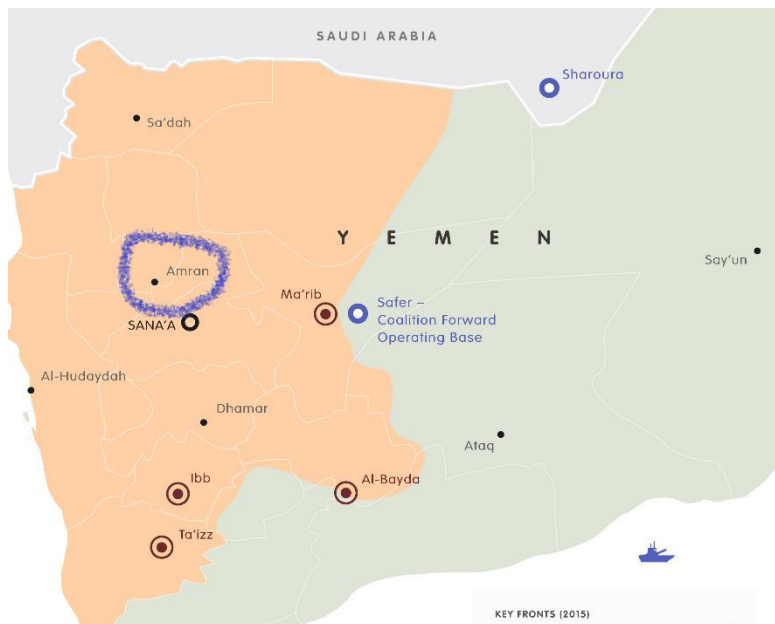 SAUDI ARABIA
Sharoura
Sa'dah
YEMEN
Say'un
Amran
Ma'rib
Safer –
Coalition Forward
Operating Base
SANA'A
Al-Hudaydah
Dhamar
Ataq
Ibb
Al-Bayda
Ta'izz
KEY FRONTS (2015)